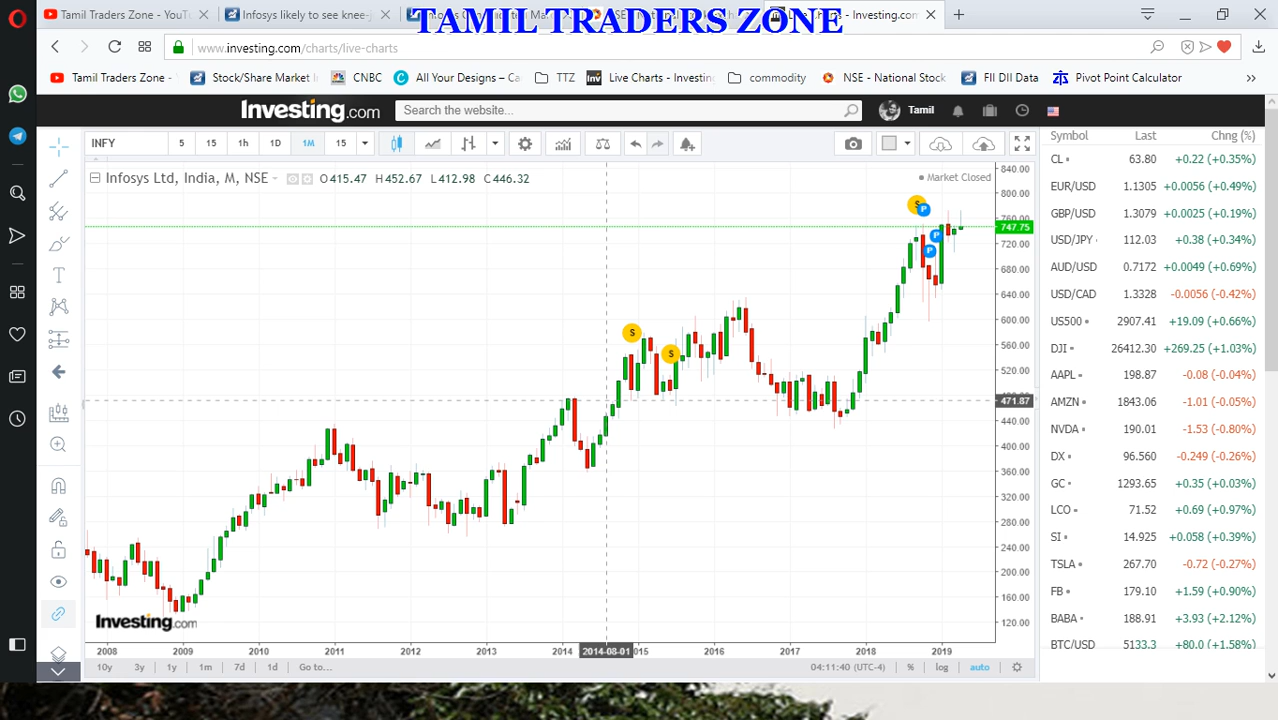 TAMIL TRADERS ZONE
Tamil Traders Zone - YouTu
Infosys likely to see knee-j
Live Charts - Investing.com
www.investing.com/charts/live-charts
Tamil Traders Zone -
Stock/Share Market I
CNBC
All Your Designs – Ca
TTZ
Live Charts - Investin
commodity
NSE - National Stock
FII DII Data
Pivot Point Calculator
Investing.com
Search the website...
Tamil
INFY
5
15
1h
1D
1M
15
Infosys Ltd, India, M, NSE
O415.47 H452.67 L412.98 C446.32
Market Closed
840.00
800.00
760.00
747.75
720.00
680.00
640.00
600.00
560.00
520.00
471.87
440.00
400.00
360.00
320.00
280.00
240.00
200.00
160.00
120.00
$
P
P
P
$
$
T
Investing.com
2008 2009 2010 2011 2012 2013 2014 2014-08-01 015 2016 2017 2018 2019
10y 3y 1y 1m 7d 1d Go to...
04:11:40 (UTC-4) % log auto
Symbol Last Chng (%)
CL 63.80 +0.22 (+0.35%)
EUR/USD 1.1305 +0.0056 (+0.49%)
GBP/USD 1.3079 +0.0025 (+0.19%)
USD/JPY 112.03 +0.38 (+0.34%)
AUD/USD 0.7172 +0.0049 (+0.69%)
USD/CAD 1.3328 -0.0056 (-0.42%)
US500 2907.41 +19.09 (+0.66%)
DJI 26412.30 +269.25 (+1.03%)
AAPL 198.87 -0.08 (-0.04%)
AMZN 1843.06 -1.01 (-0.05%)
NVDA 190.01 -1.53 (-0.80%)
DX 96.560 -0.249 (-0.26%)
GC 1293.65 +0.35 (+0.03%)
LCO 71.52 +0.69 (+0.97%)
SI 14.925 +0.058 (+0.39%)
TSLA 267.70 -0.72 (-0.27%)
FB 179.10 +1.59 (+0.90%)
BABA 188.91 +3.93 (+2.12%)
BTC/USD 5133.3 +80.0 (+1.58%)